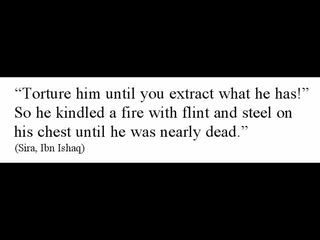 “Torture him until you extract what he has!”
So he kindled a fire with flint and steel on
his chest until he was nearly dead.”
(Sira, Ibn Ishaq)